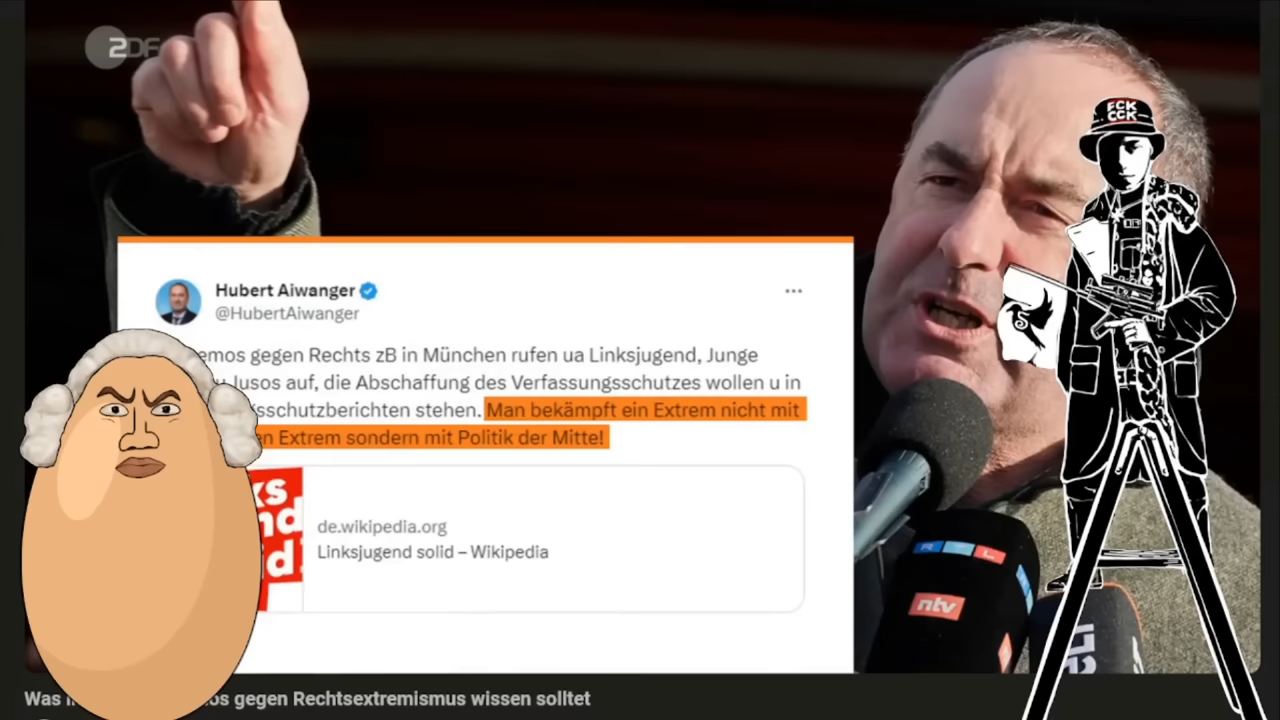 2DF
FCK
CCK
Hubert Aiwanger
@HubertAiwanger
emos gegen Rechts zB in München rufen ua Linksjugend, Junge
Jusos auf, die Abschaffung des Verfassungsschutzes wollen u in
sschutzberichten stehen. Man bekämpft ein Extrem nicht mit
en Extrem sondern mit Politik der Mitte!
ks
nd
d
de.wikipedia.org
Linksjugend solid – Wikipedia
RTL
ntv
Was
os gegen Rechtsextremismus wissen solltet